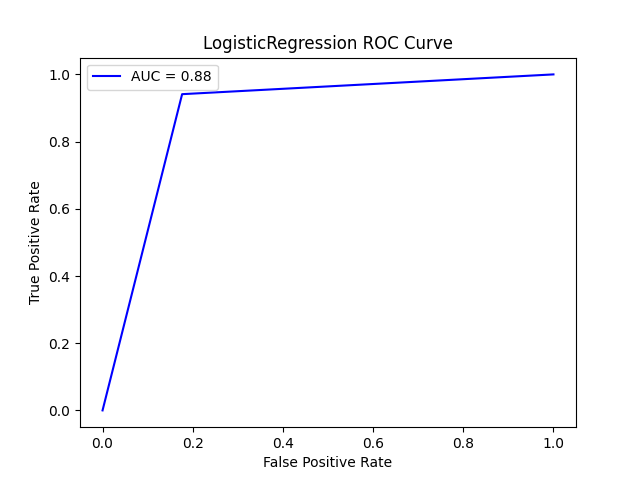 LogisticRegression ROC Curve
AUC = 0.88
1.0
0.8
0.6
0.4
0.2
0.0
True Positive Rate
0.0 0.2 0.4 0.6 0.8 1.0
False Positive Rate